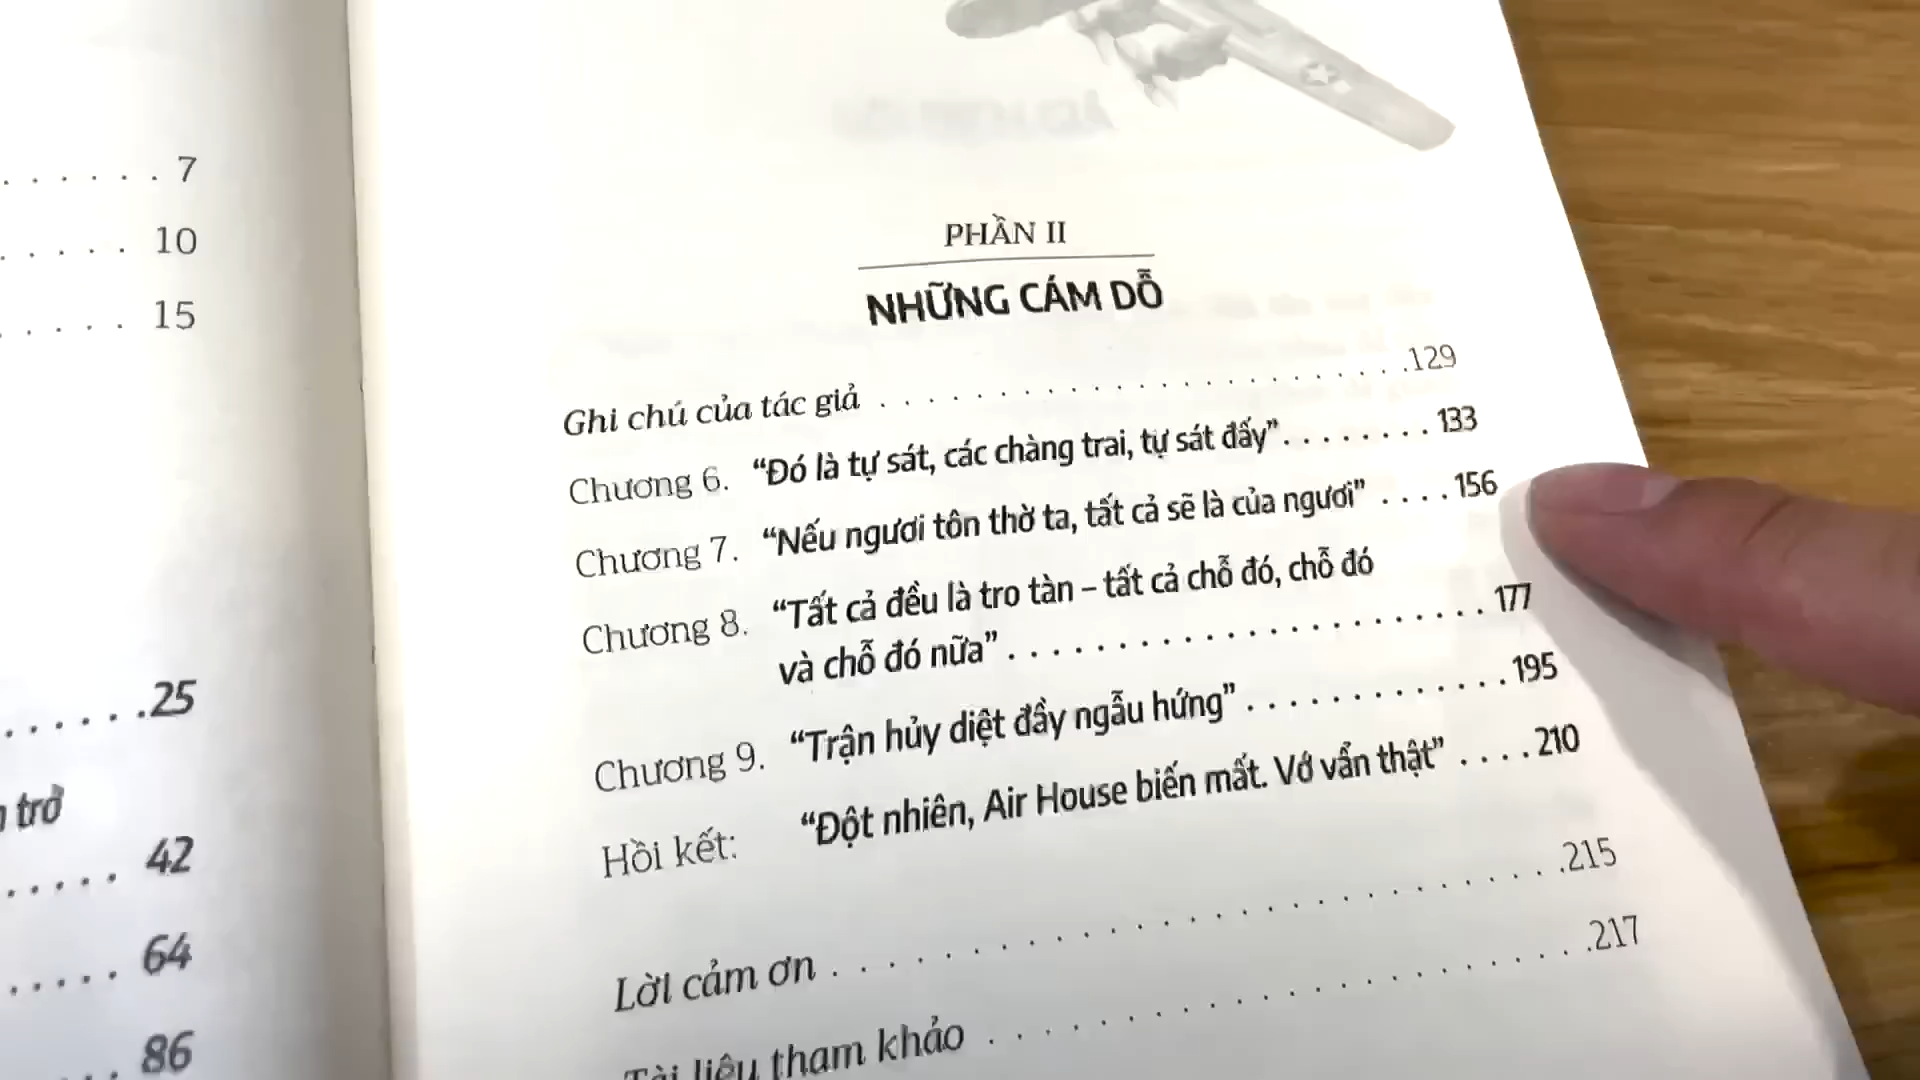 . . . . . . 7
. . . . . 10
. . . . . 15
. . . . . . .25
trở
. . . . . 42
. . . . . 64
. . . 86
PHẦN II
NHỮNG CÁM DỖ
Ghi chú của tác giả . . . . . . . . . . . . . . . . . . . . . . .129
Chương 6. “Đó là tự sát, các chàng trai, tự sát đấy”. . . . . . . . 133
Chương 7. “Nếu ngươi tôn thờ ta, tất cả sẽ là của ngươi” . . . . 156
Chương 8. “Tất cả đều là tro tàn – tất cả chỗ đó, chỗ đó
và chỗ đó nữa” . . . . . . . . . . . . . . . . . . . . . 177
Chương 9. “Trận hủy diệt đầy ngẫu hứng” . . . . . . . . . . . . 195
Hồi kết: “Đột nhiên, Air House biến mất. Vớ vẩn thật” . . . . 210
Lời cảm ơn . . . . . . . . . . . . . . . . . . . . . . . . . . .215
Tài liệu tham khảo . . . . . . . . . . . . . . . . . . . . . .217